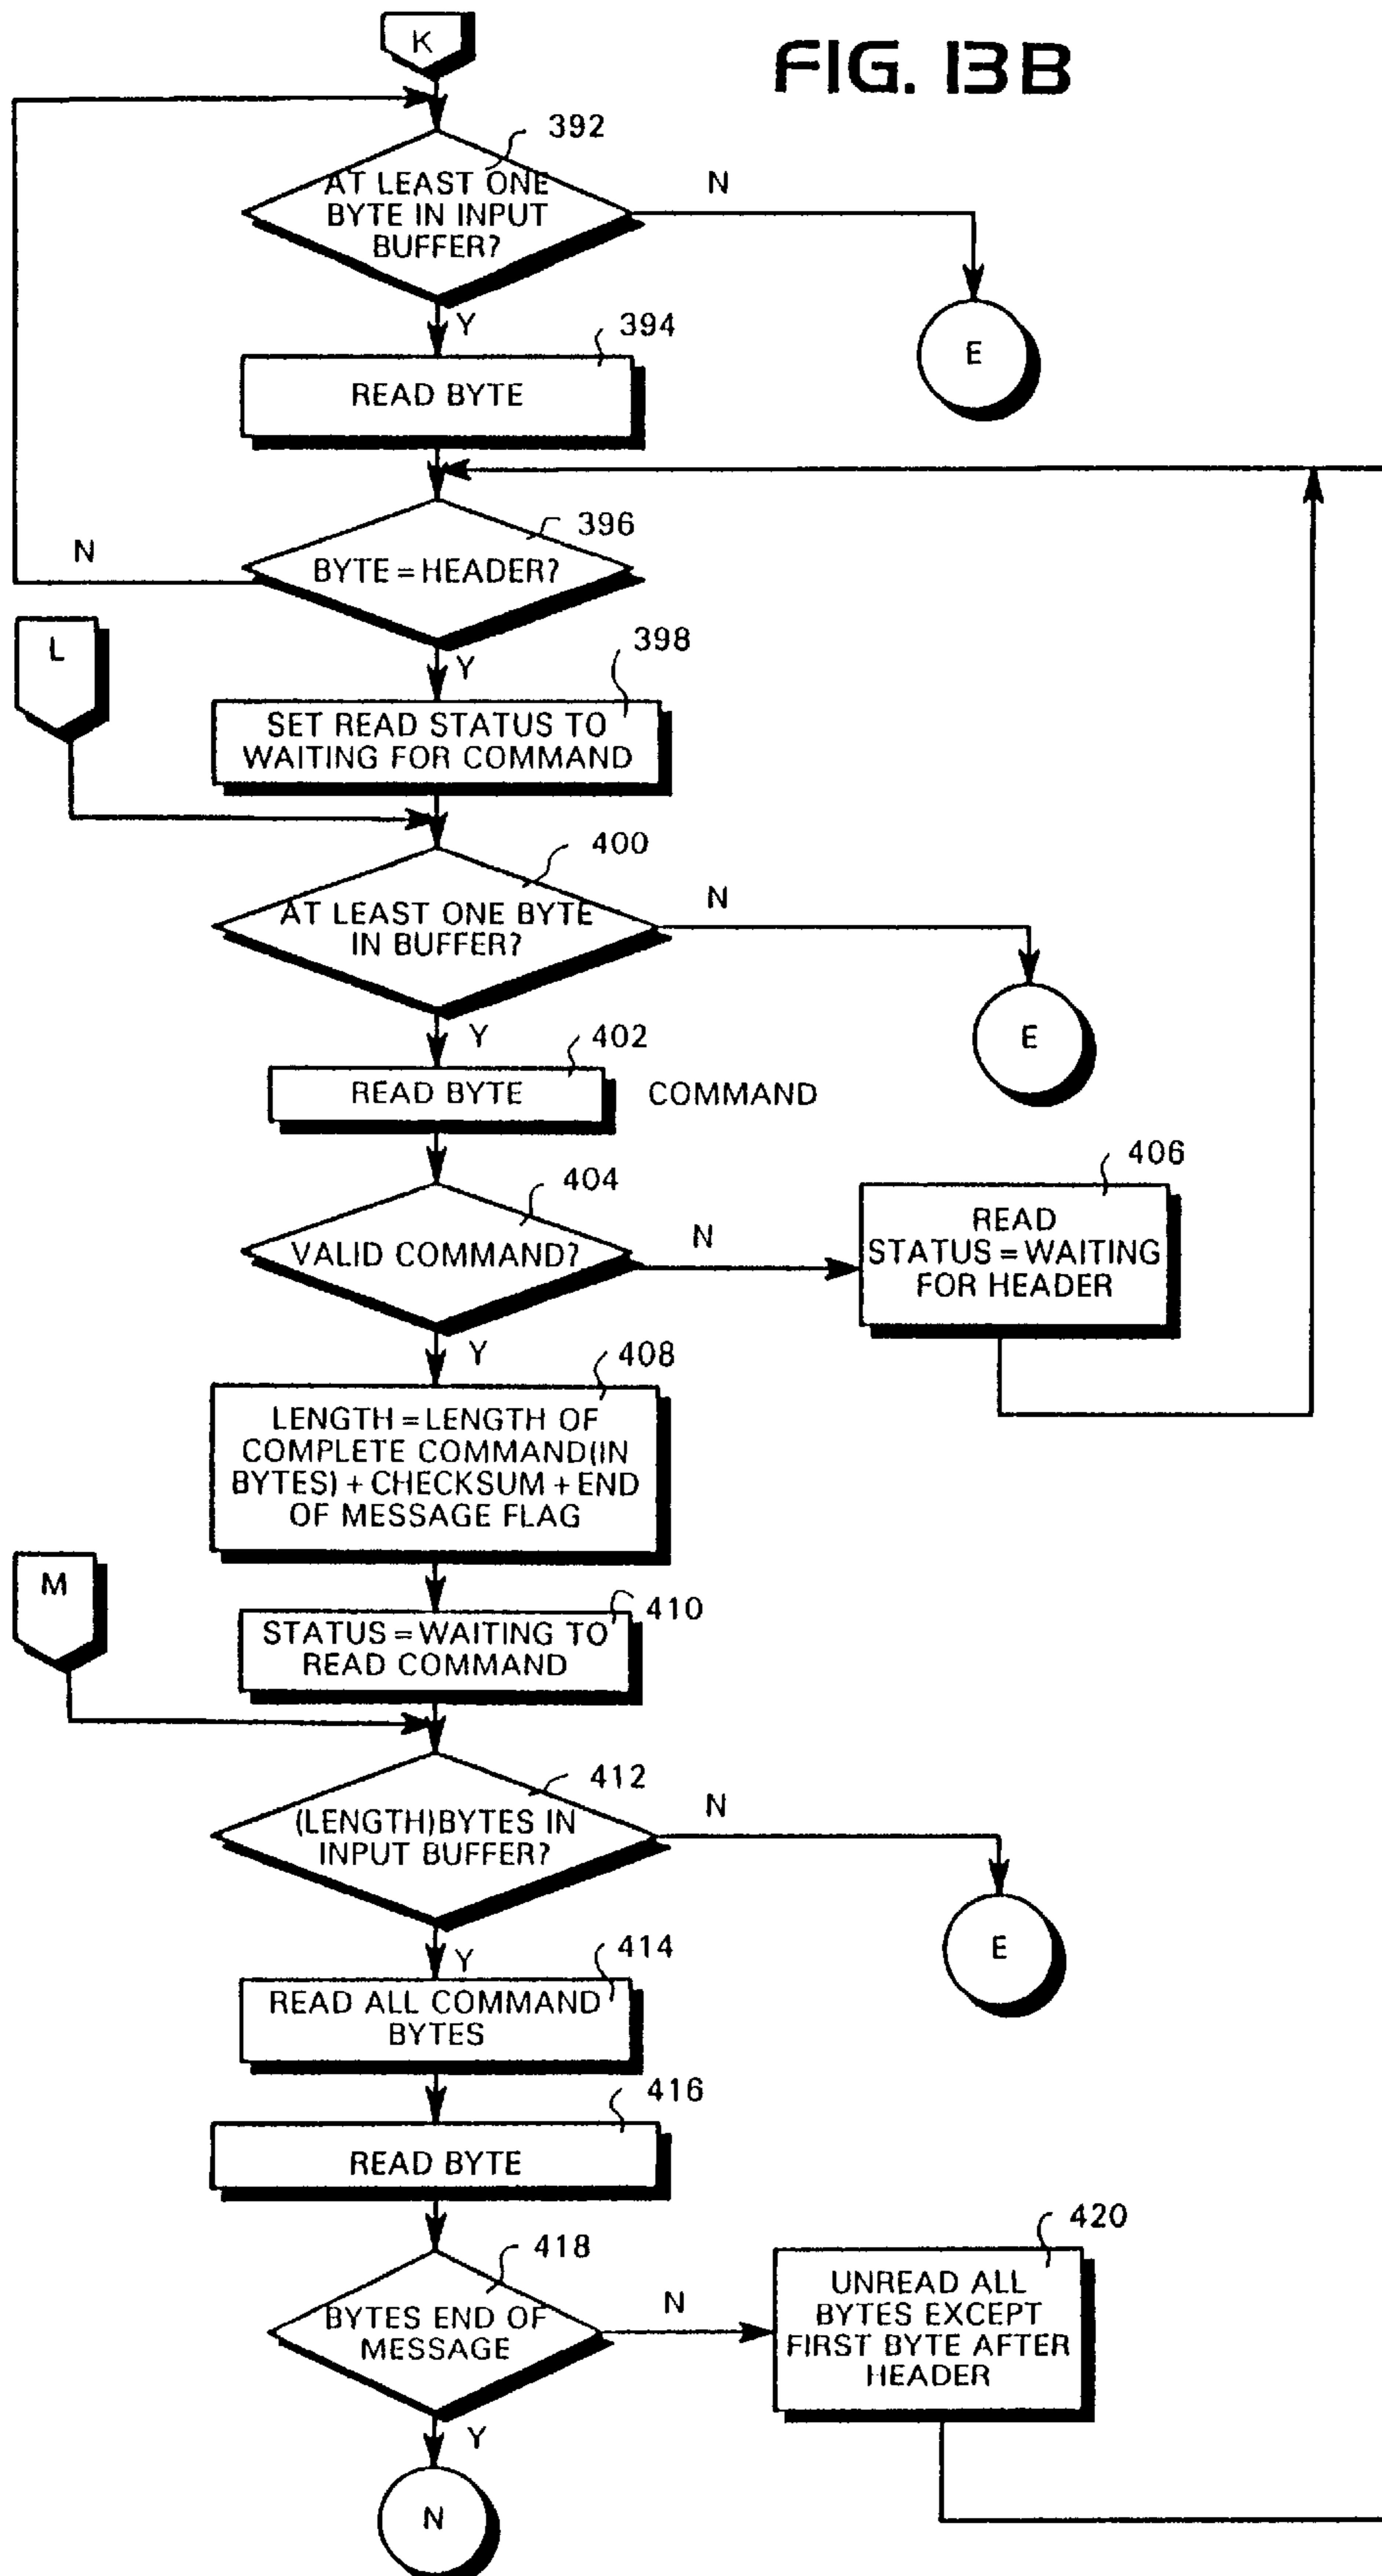 K
FIG. 13B
392
AT LEAST ONE
BYTE IN INPUT
BUFFER?
N
E
Y
394
READ BYTE
396
BYTE = HEADER?
N
L
Y
398
SET READ STATUS TO
WAITING FOR COMMAND
400
AT LEAST ONE BYTE
IN BUFFER?
N
E
Y
402
READ BYTE
COMMAND
404
VALID COMMAND?
N
406
READ
STATUS = WAITING
FOR HEADER
Y
408
LENGTH = LENGTH OF
COMPLETE COMMAND(IN
BYTES) + CHECKSUM + END
OF MESSAGE FLAG
M
410
STATUS = WAITING TO
READ COMMAND
412
(LENGTH)BYTES IN
INPUT BUFFER?
N
E
Y
414
READ ALL COMMAND
BYTES
416
READ BYTE
418
BYTES END OF
MESSAGE
N
420
UNREAD ALL
BYTES EXCEPT
FIRST BYTE AFTER
HEADER
Y
N